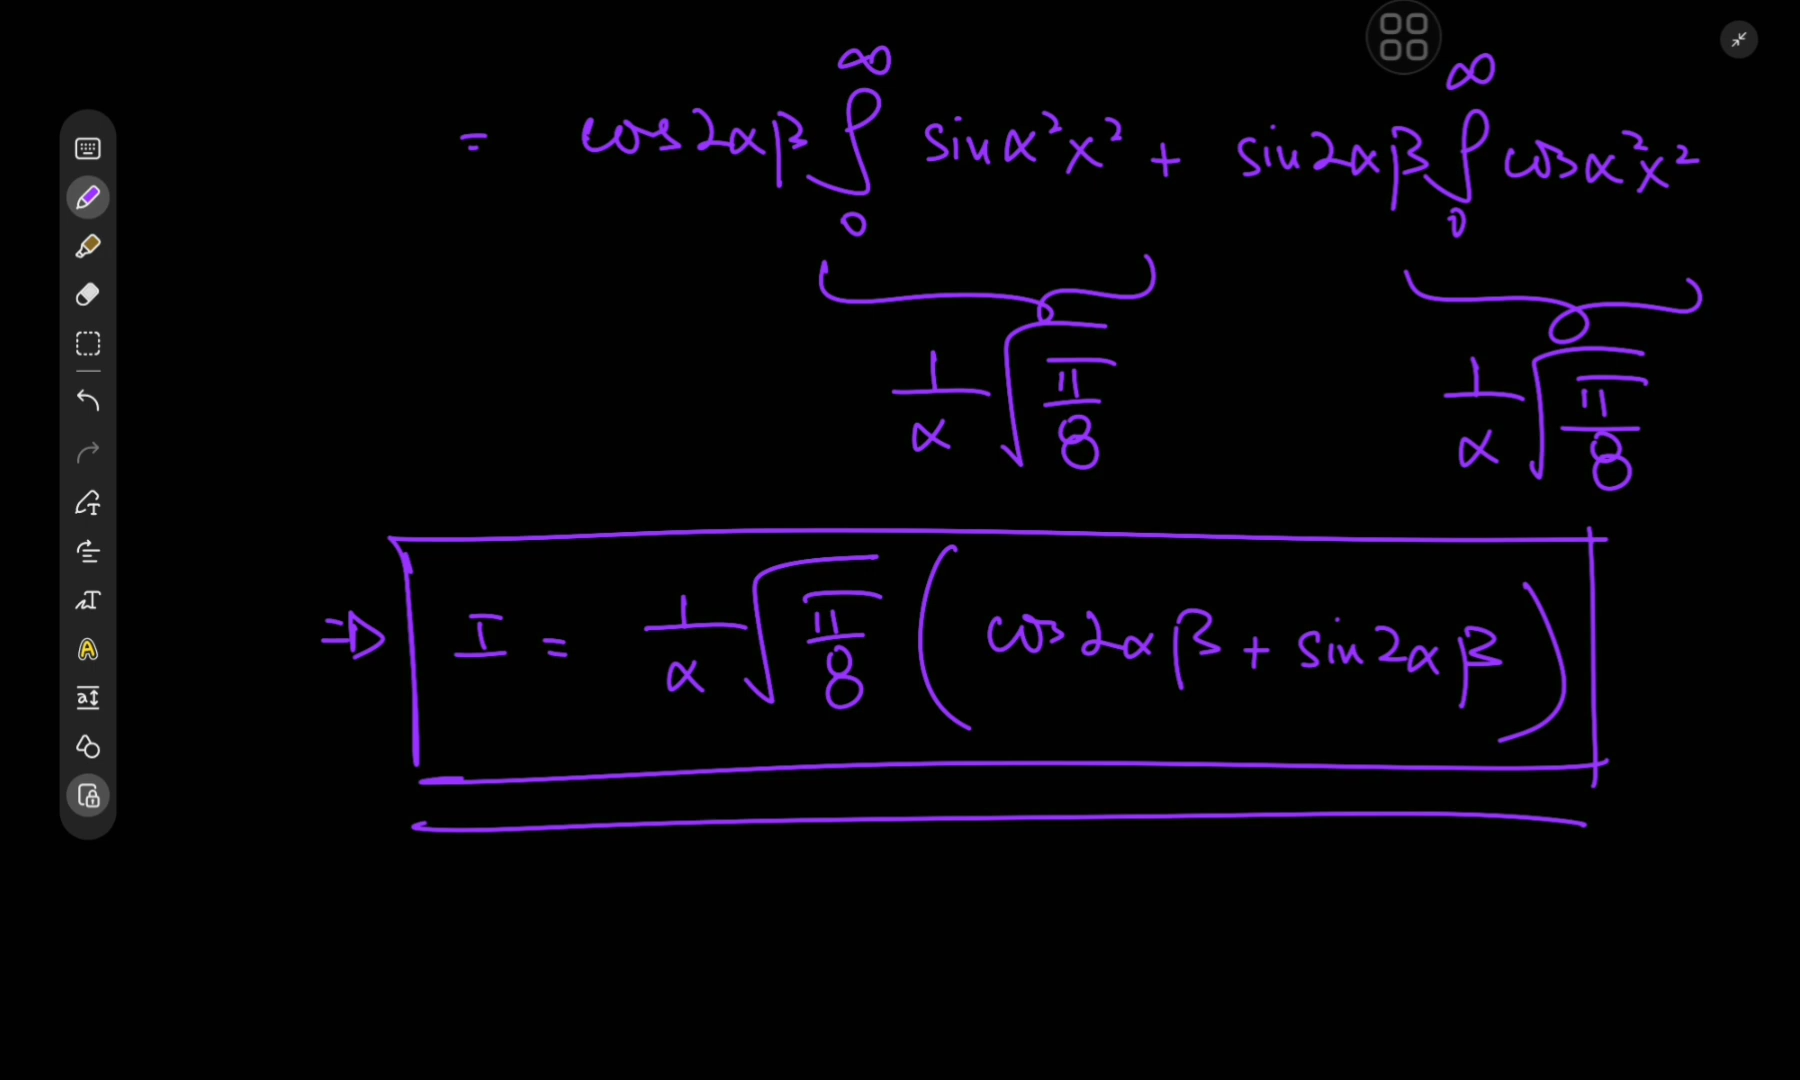 = cos2αβ ∫₀^∞ sinα²x² + sin2αβ ∫₀^∞ cosα²x²
1/α √(π/8) 1/α √(π/8)
⇒ I = 1/α √(π/8) (cos2αβ + sin2αβ)